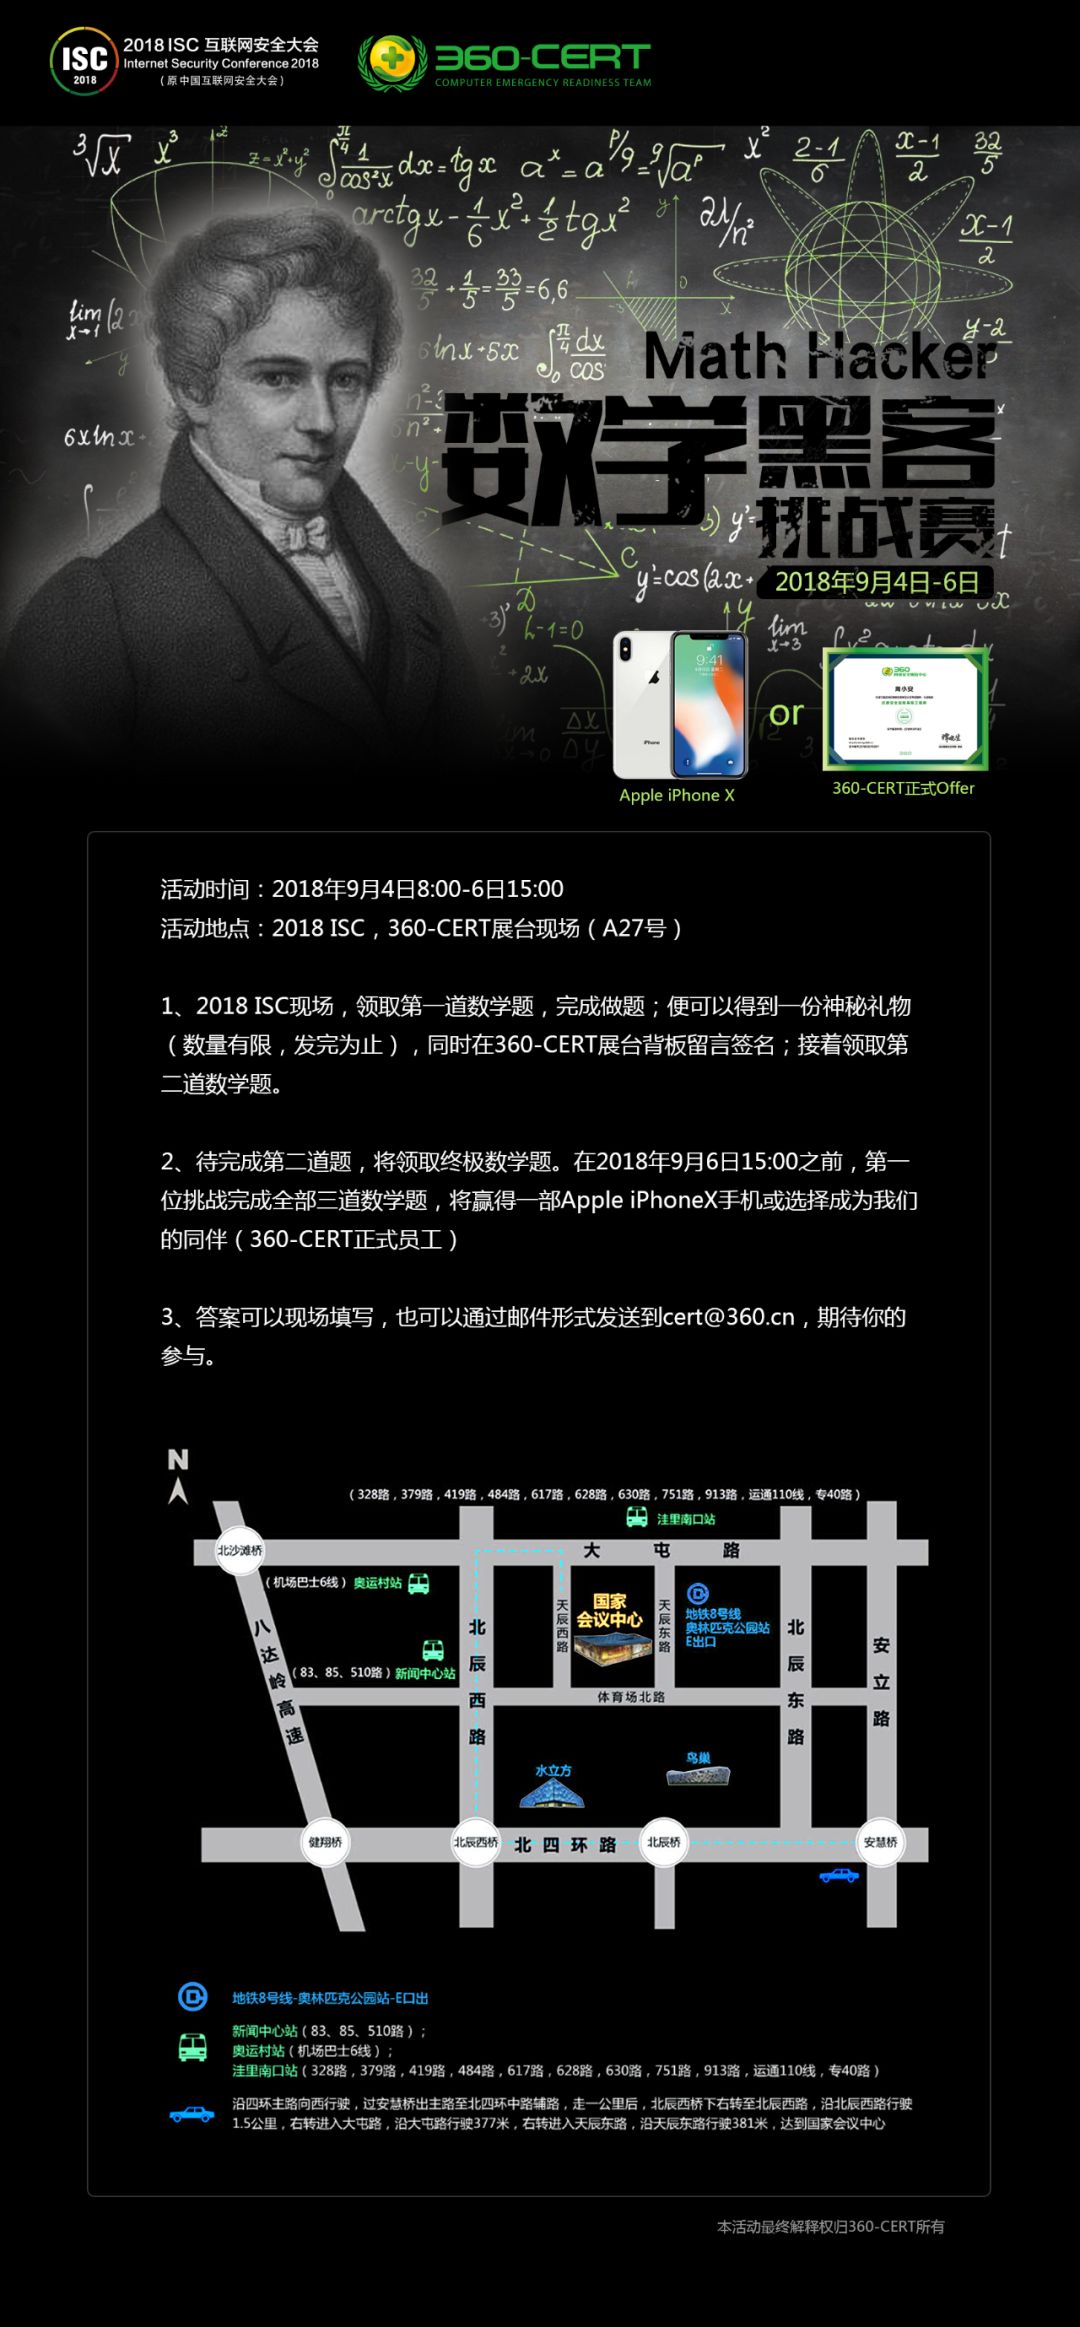 ISC
2018
2018 ISC 互联网安全大会
Internet Security Conference 2018
（原中国互联网安全大会）
360-CERT
COMPUTER EMERGENCY READINESS TEAM
Math Hacker
数学黑客
挑战赛
2018年9月4日-6日
9:41
iPhone
or
360
周小安
Apple iPhone X
360-CERT正式Offer
活动时间：2018年9月4日8:00-6日15:00
活动地点：2018 ISC，360-CERT展台现场（A27号）
1、2018 ISC现场，领取第一道数学题，完成做题；便可以得到一份神秘礼物
（数量有限，发完为止），同时在360-CERT展台背板留言签名；接着领取第
二道数学题。
2、待完成第二道题，将领取终极数学题。在2018年9月6日15:00之前，第一
位挑战完成全部三道数学题，将赢得一部Apple iPhoneX手机或选择成为我们
的同伴（360-CERT正式员工）
3、答案可以现场填写，也可以通过邮件形式发送到cert@360.cn，期待你的
参与。
N
（328路，379路，419路，484路，617路，628路，630路，751路，913路，运通110线，专40路）
洼里南口站
北沙滩桥
大屯路
（机场巴士6线）奥运村站
国家
会议中心
天辰西路
天辰东路
地铁8号线
奥林匹克公园站
E出口
八达岭高速
北辰西路
北辰东路
安立路
（83、85、510路）新闻中心站
体育场北路
水立方
鸟巢
健翔桥
北辰西桥
北四环路
北辰桥
安慧桥
地铁8号线-奥林匹克公园站-E口出
新闻中心站（83、85、510路）；
奥运村站（机场巴士6线）；
洼里南口站（328路，379路，419路，484路，617路，628路，630路，751路，913路，运通110线，专40路）
沿四环主路向西行驶，过安慧桥出主路至北四环中路辅路，走一公里后，北辰西桥下右转至北辰西路，沿北辰西路行驶
1.5公里，右转进入大屯路，沿大屯路行驶377米，右转进入天辰东路，沿天辰东路行驶381米，达到国家会议中心
本活动最终解释权归360-CERT所有